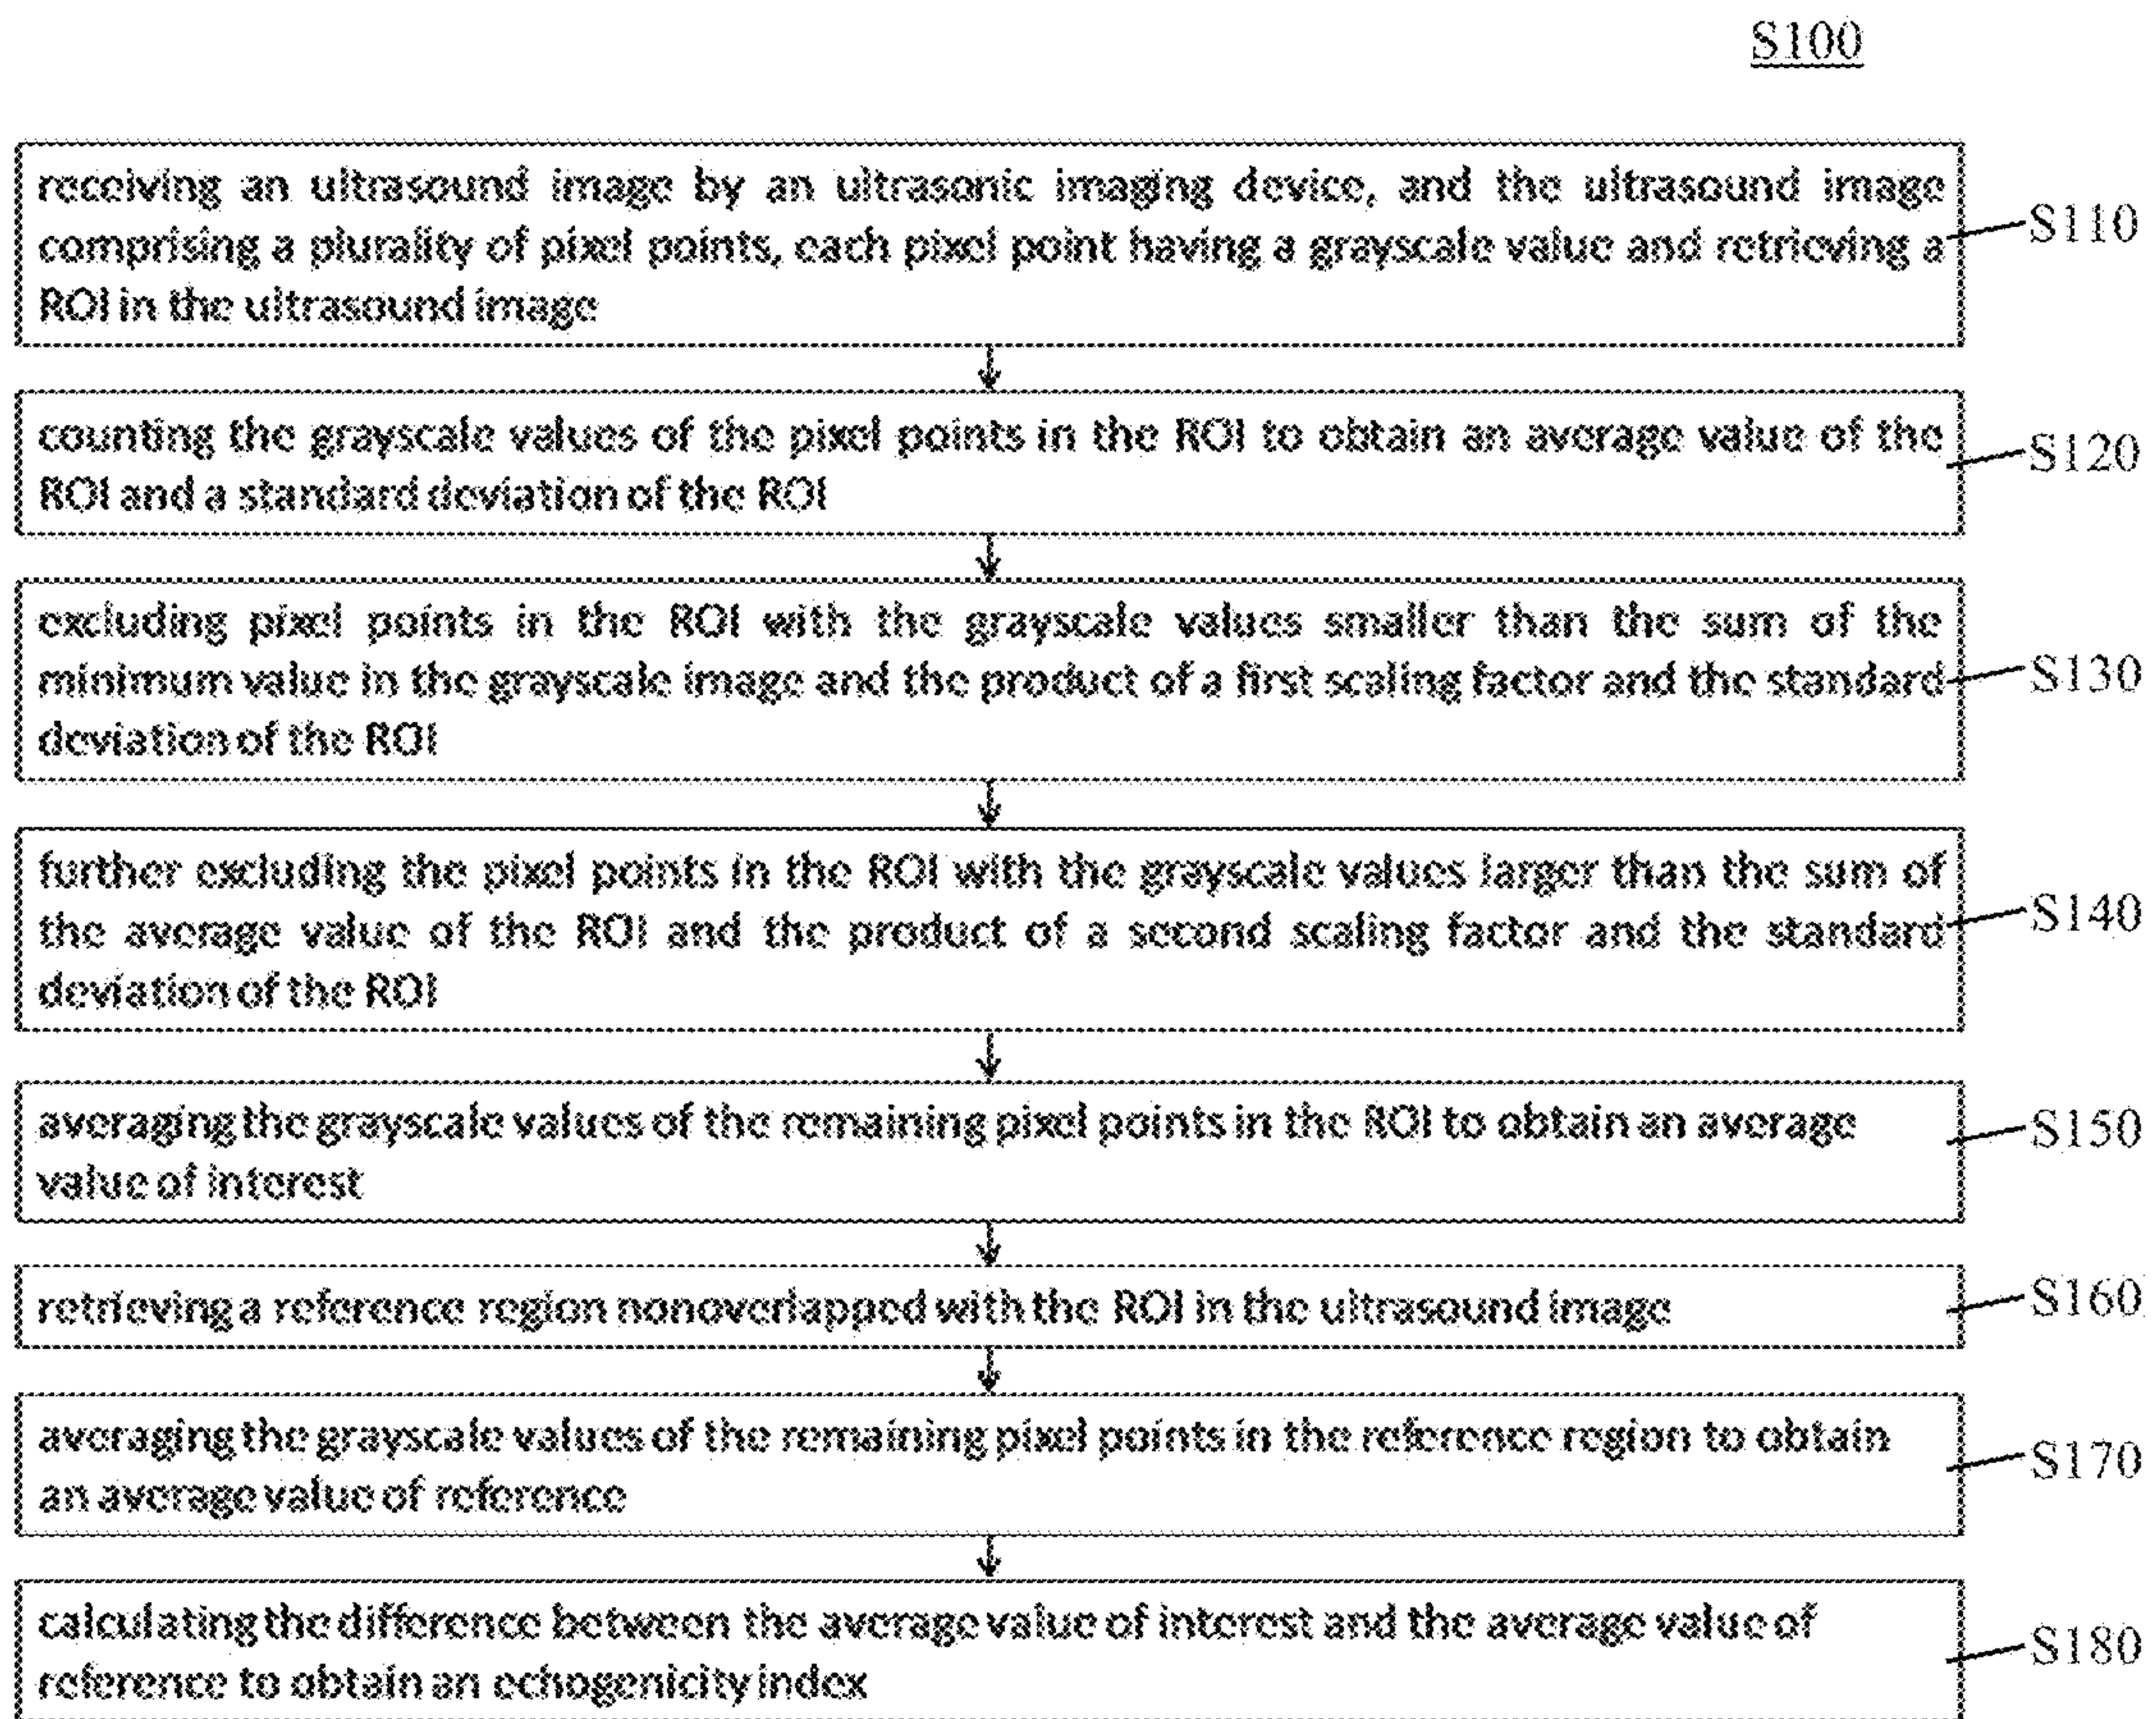 S100
receiving an ultrasound image by an ultrasonic imaging device, and the ultrasound image
comprising a plurality of pixel points, each pixel point having a grayscale value and retrieving a
ROI in the ultrasound image
S110
counting the grayscale values of the pixel points in the ROI to obtain an average value of the
ROI and a standard deviation of the ROI
S120
excluding pixel points in the ROI with the grayscale values smaller than the sum of the
minimum value in the grayscale image and the product of a first scaling factor and the standard
deviation of the ROI
S130
further excluding the pixel points in the ROI with the grayscale values larger than the sum of
the average value of the ROI and the product of a second scaling factor and the standard
deviation of the ROI
S140
averaging the grayscale values of the remaining pixel points in the ROI to obtain an average
value of interest
S150
retrieving a reference region nonoverlapped with the ROI in the ultrasound image
S160
averaging the grayscale values of the remaining pixel points in the reference region to obtain
an average value of reference
S170
calculating the difference between the average value of interest and the average value of
reference to obtain an echogenicity index
S180